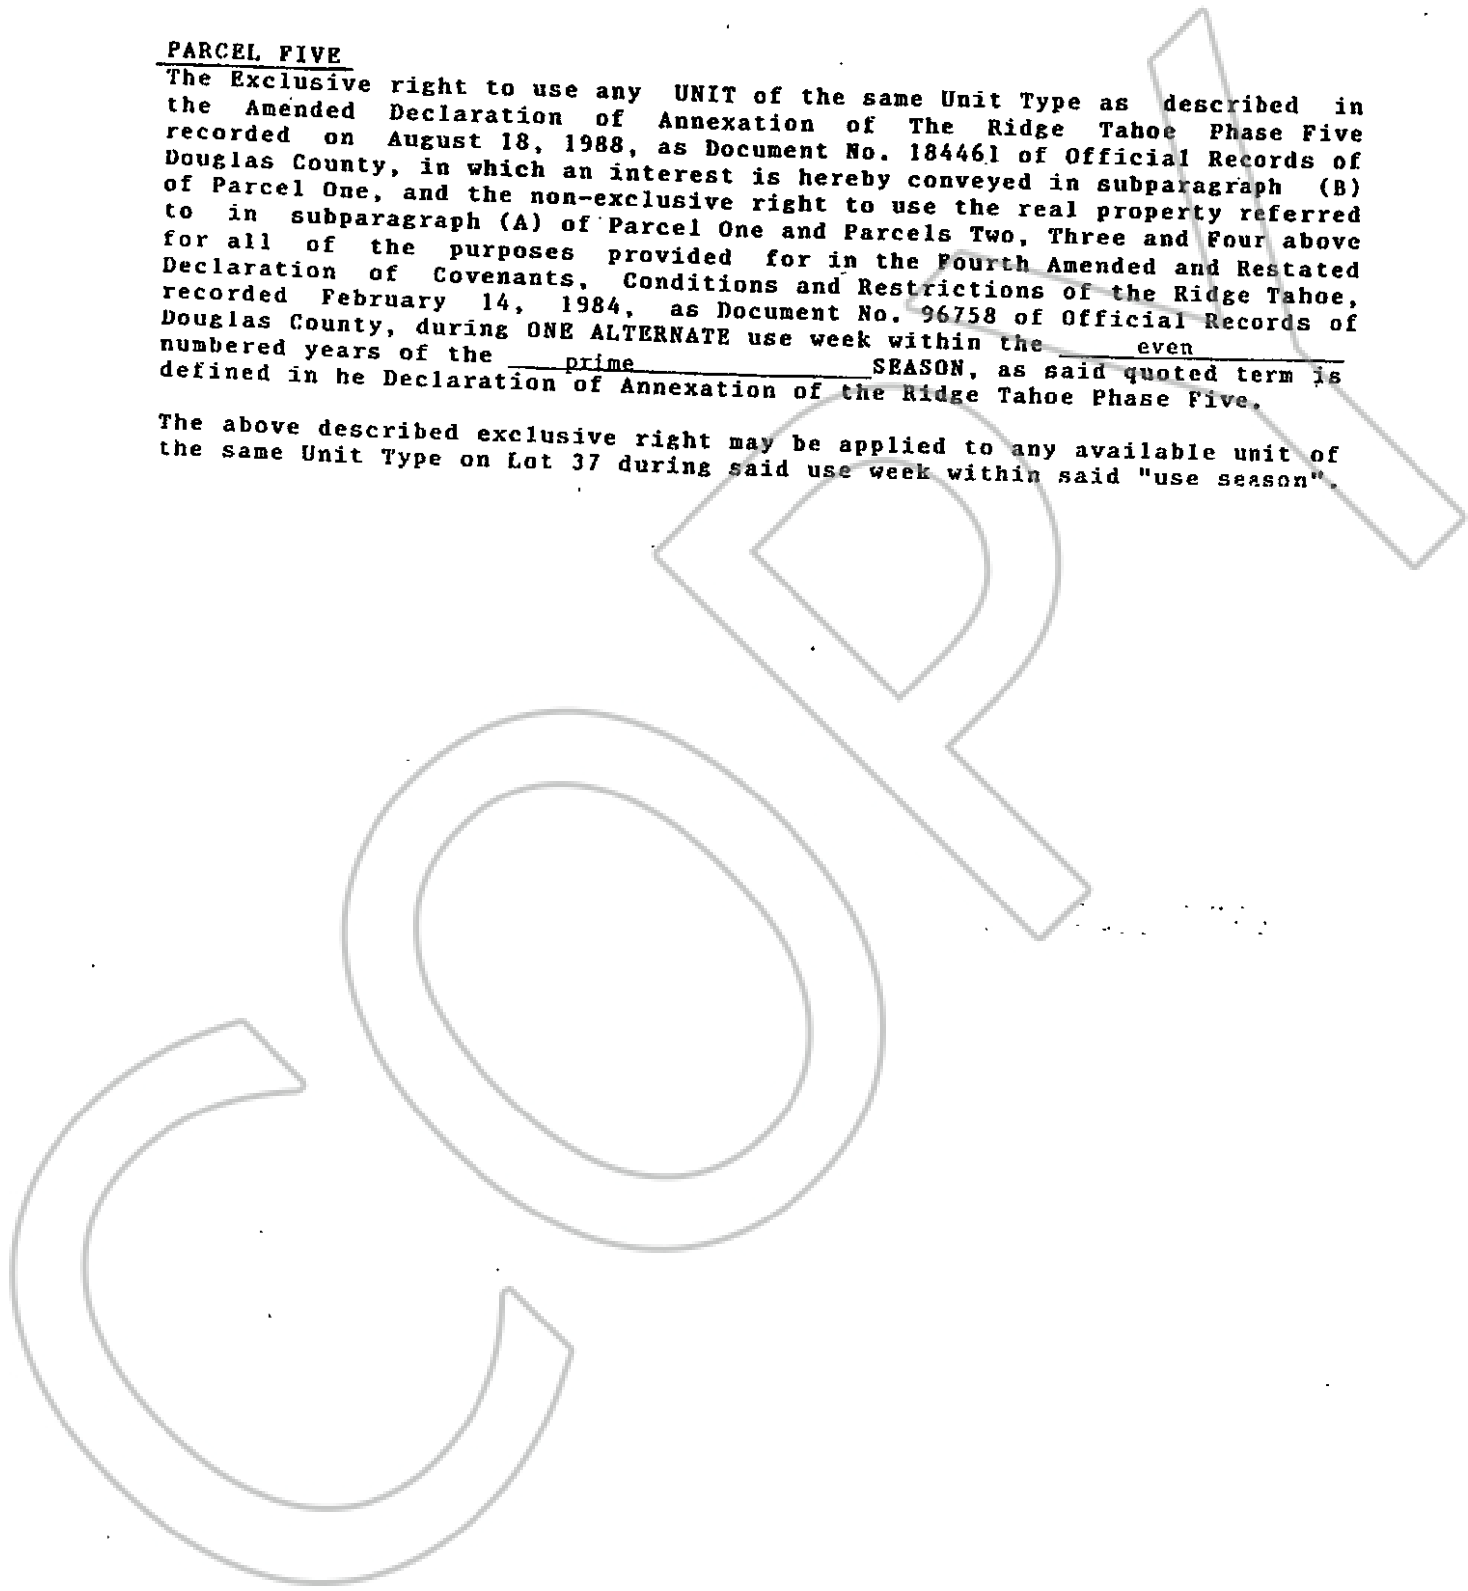 PARCEL FIVE
The Exclusive right to use any UNIT of the same Unit Type as described in
the Amended Declaration of Annexation of The Ridge Tahoe Phase Five
recorded on August 18, 1988, as Document No. 184461 of Official Records of
Douglas County, in which an interest is hereby conveyed in subparagraph (B)
of Parcel One, and the non-exclusive right to use the real property referred
to in subparagraph (A) of Parcel One and Parcels Two, Three and Four above
for all of the purposes provided for in the Fourth Amended and Restated
Declaration of Covenants, Conditions and Restrictions of the Ridge Tahoe,
recorded February 14, 1984, as Document No. 96758 of Official Records of
Douglas County, during ONE ALTERNATE use week within the even
numbered years of the prime SEASON, as said quoted term is
defined in he Declaration of Annexation of the Ridge Tahoe Phase Five.
The above described exclusive right may be applied to any available unit of
the same Unit Type on Lot 37 during said use week within said "use season".
COPY